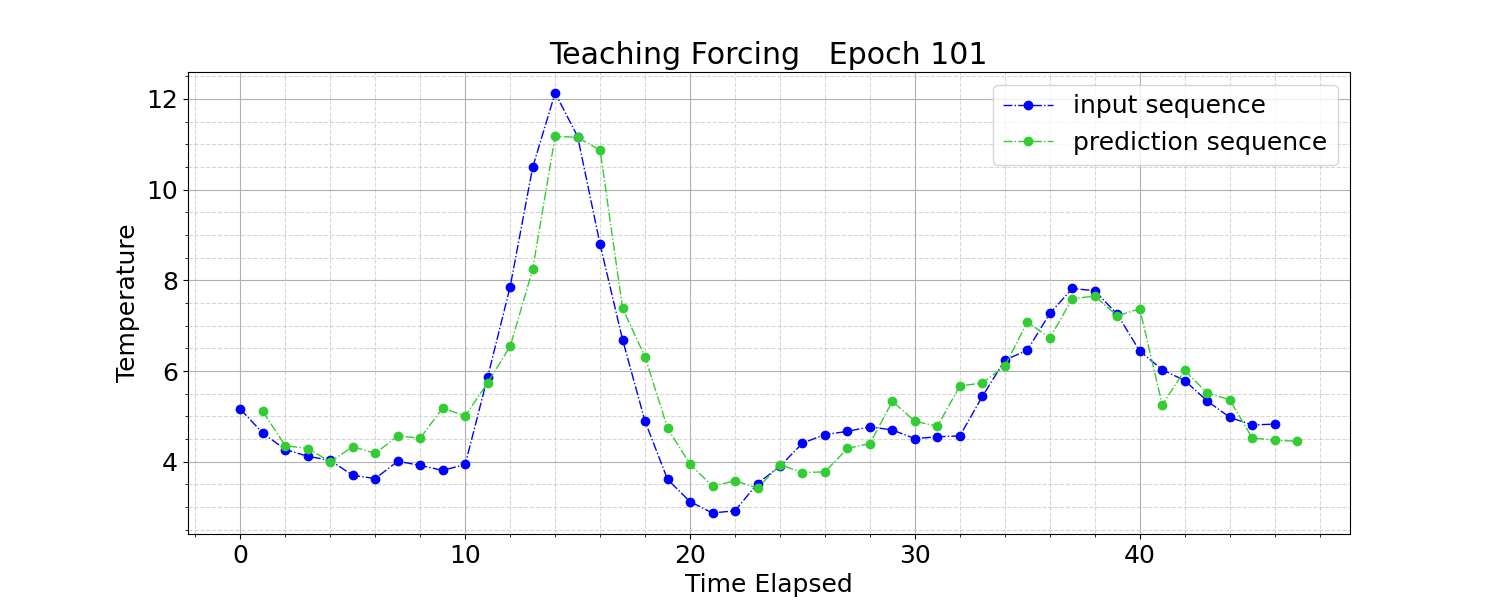 Teaching Forcing   Epoch 101
input sequence
prediction sequence
Temperature
12
10
8
6
4
0 10 20 30 40
Time Elapsed